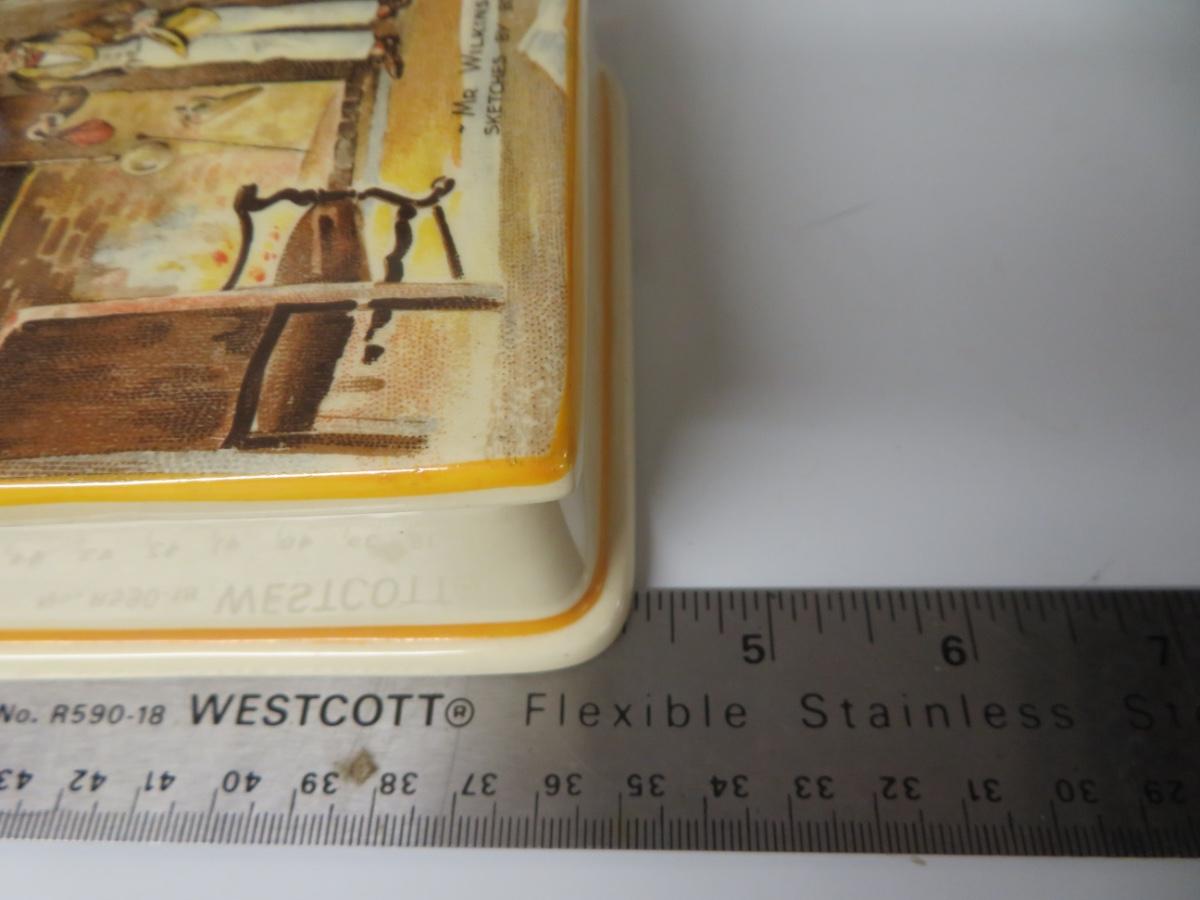 MR WILKINS
SKETCHES BY
5 6 7
No. R590-18 WESTCOTT® Flexible Stainless St
43 42 41 40 39 38 37 36 35 34 33 32 31 30 29